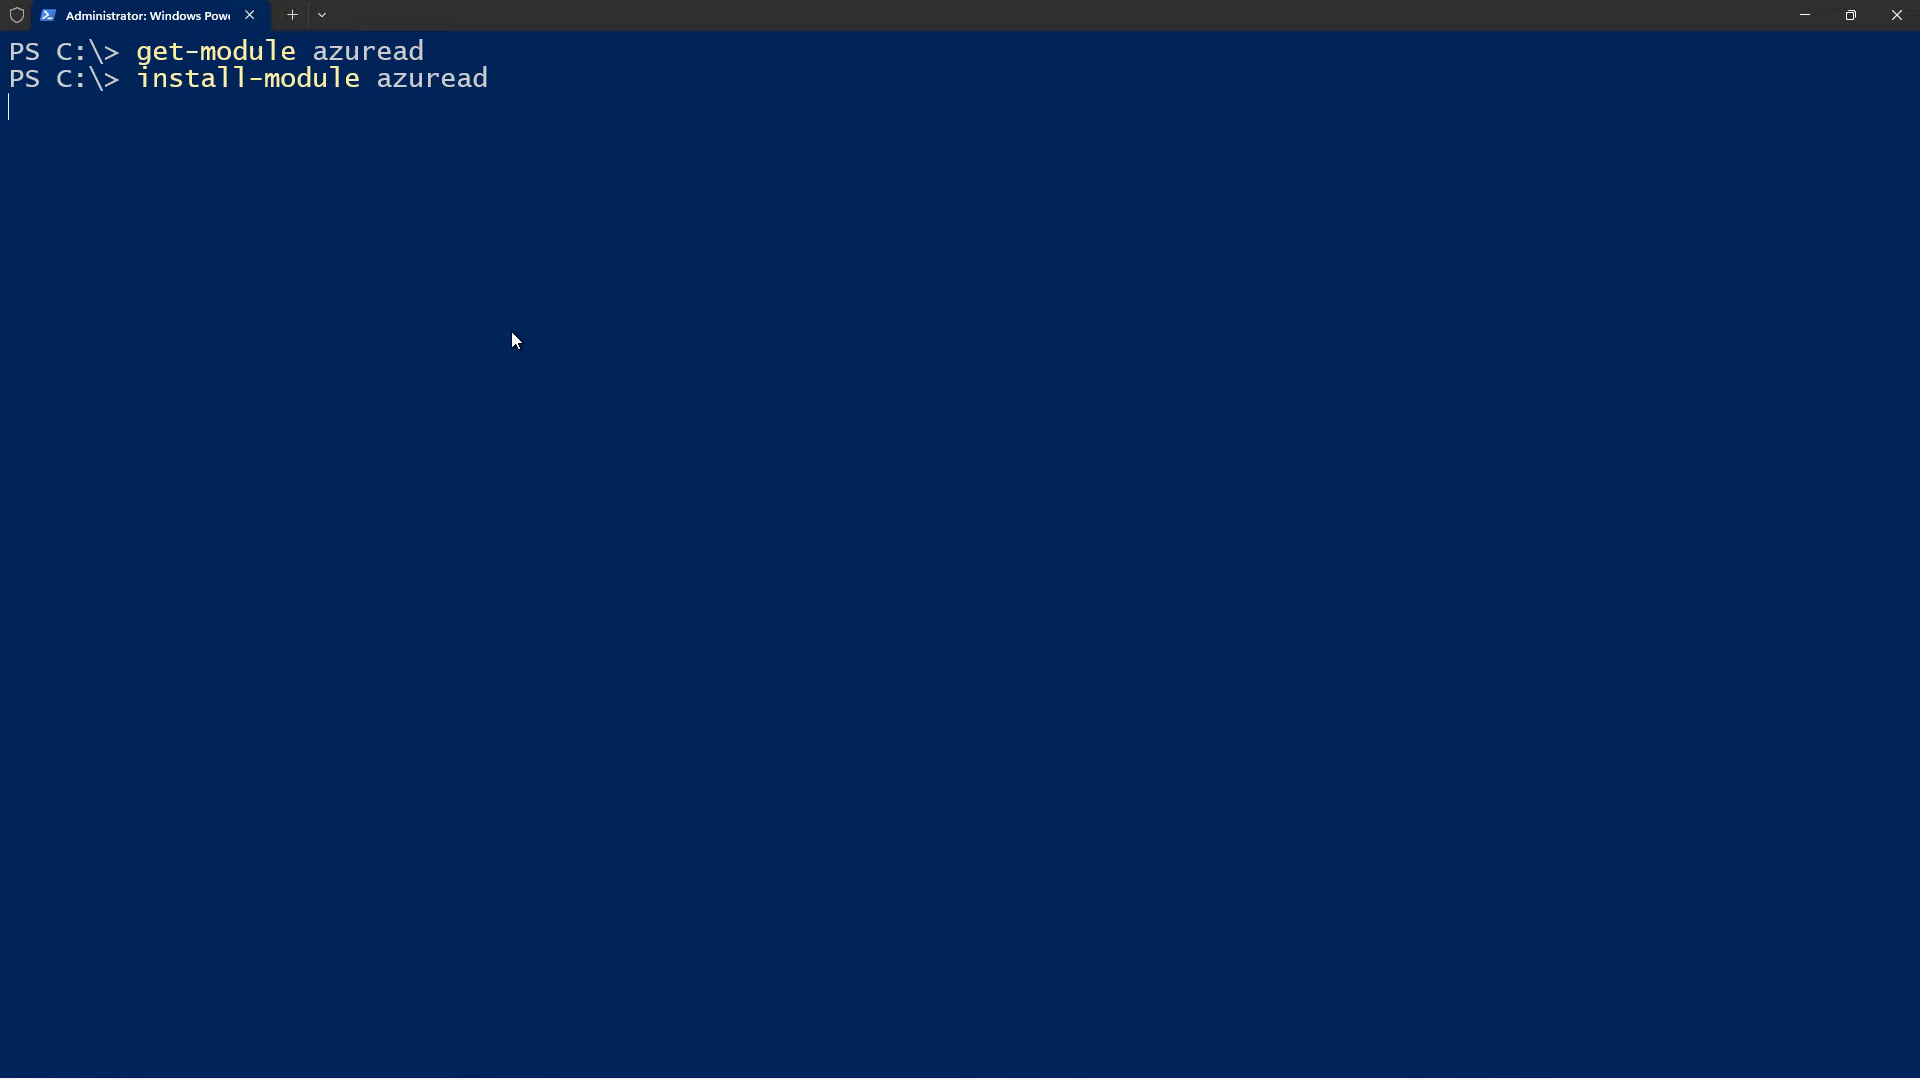 Administrator: Windows Pow
PS C:\> get-module azuread
PS C:\> install-module azuread